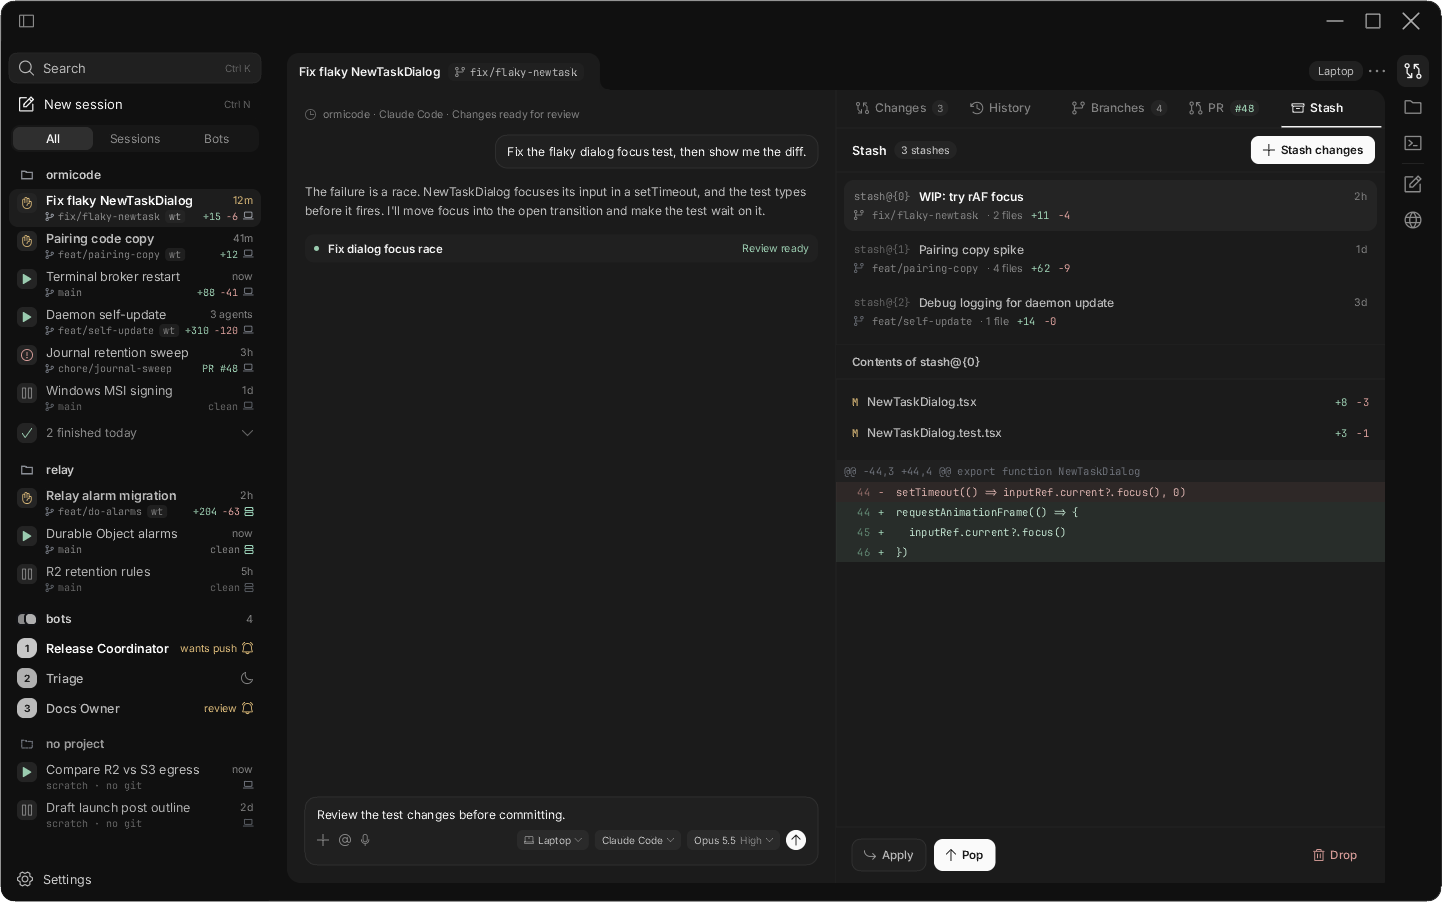 Search Ctrl K
New session Ctrl N
All Sessions Bots
ormicode
Fix flaky NewTaskDialog 12m
fix/flaky-newtask wt +15 -6
Pairing code copy 41m
feat/pairing-copy wt +12
Terminal broker restart now
main +88 -41
Daemon self-update 3 agents
feat/self-update wt +310 -120
Journal retention sweep 3h
chore/journal-sweep PR #48
Windows MSI signing 1d
main clean
2 finished today
relay
Relay alarm migration 2h
feat/do-alarms wt +204 -63
Durable Object alarms now
main clean
R2 retention rules 5h
main clean
bots 4
1 Release Coordinator wants push
2 Triage
3 Docs Owner review
no project
Compare R2 vs S3 egress now
scratch · no git
Draft launch post outline 2d
scratch · no git
Settings
Fix flaky NewTaskDialog fix/flaky-newtask
Laptop ···
ormicode · Claude Code · Changes ready for review
Fix the flaky dialog focus test, then show me the diff.
The failure is a race. NewTaskDialog focuses its input in a setTimeout, and the test types
before it fires. I'll move focus into the open transition and make the test wait on it.
Fix dialog focus race Review ready
Review the test changes before committing.
Laptop Claude Code Opus 5.5 High
Changes 3 History Branches 4 PR #48 Stash
Stash 3 stashes Stash changes
stash@{0} WIP: try rAF focus 2h
fix/flaky-newtask · 2 files +11 -4
stash@{1} Pairing copy spike 1d
feat/pairing-copy · 4 files +62 -9
stash@{2} Debug logging for daemon update 3d
feat/self-update · 1 file +14 -0
Contents of stash@{0}
M NewTaskDialog.tsx +8 -3
M NewTaskDialog.test.tsx +3 -1
@@ -44,3 +44,4 @@ export function NewTaskDialog
44 - setTimeout(() => inputRef.current?.focus(), 0)
44 + requestAnimationFrame(() => {
45 + inputRef.current?.focus()
46 + })
Apply Pop Drop